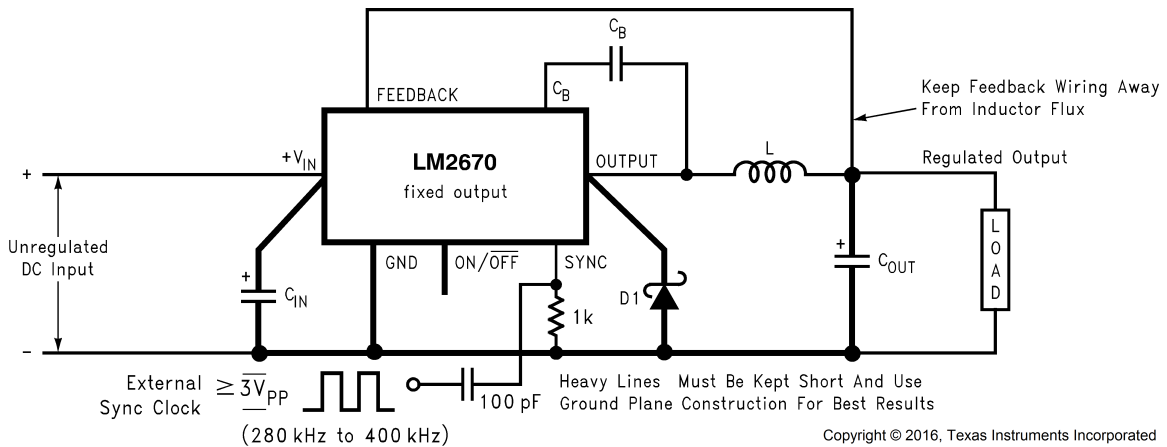 C_B
FEEDBACK
C_B
Keep Feedback Wiring Away
From Inductor Flux
+V_IN
LM2670
fixed output
OUTPUT
L
Regulated Output
+
Unregulated
DC Input
+
C_IN
GND
ON/O̅F̅F̅
SYNC
1k
D1
+
C_OUT
LOAD
−
External
Sync Clock
≥ 3V_PP
(280 kHz to 400 kHz)
100 pF
Heavy Lines Must Be Kept Short And Use
Ground Plane Construction For Best Results
Copyright © 2016, Texas Instruments Incorporated